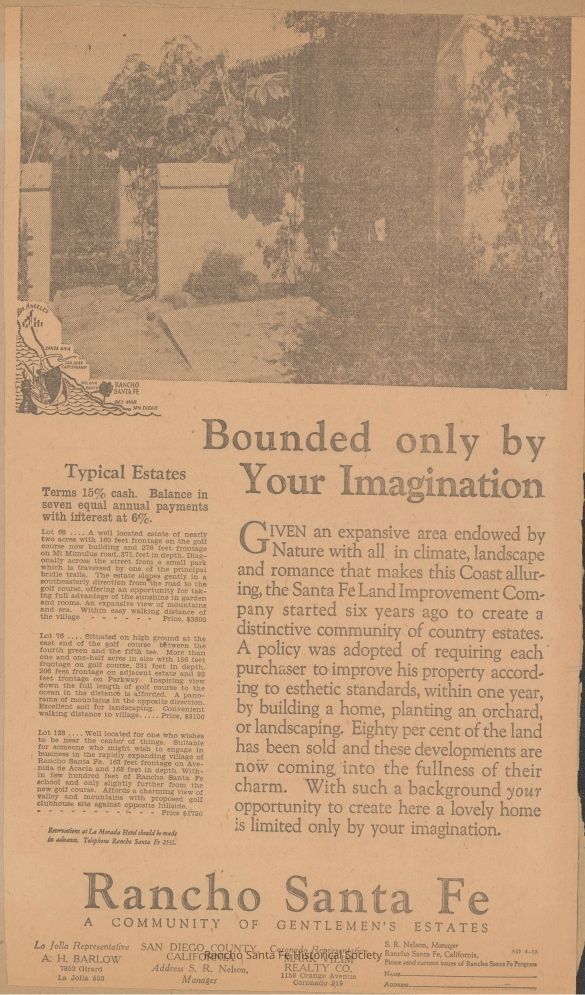 LOS ANGELES
SANTA ANA
SAN JUAN
CAPISTRANO
SOLANA
BEACH
RANCHO
SANTA FE
DEL MAR
SAN DIEGO
Bounded only by
Your Imagination
Typical Estates
Terms 15% cash. Balance in
seven equal annual payments
with interest at 6%.
Lot 66 .... A well located estate of nearly
two acres with 160 feet frontage on the golf
course now building and 276 feet frontage
on Mt Mimulus road, 371 feet in depth. Diag-
onally across the street from a small park
which is traversed by one of the principal
bridle trails. The estate slopes gently in a
southeasterly direction from the road to the
golf course, offering an opportunity for tak-
ing full advantage of the sunshine in garden
and rooms. An expansive view of mountains
and sea. Within easy walking distance of
the village - - - - - - - Price, $3800
Lot 76 .... Situated on high ground at the
east end of the golf course between the
fourth green and the fifth tee. More than
one and one-half acres in size with 156 feet
frontage on golf course, 381 feet in depth,
206 feet frontage on adjacent estate and 92
feet frontage on Parkway. Inspiring view
down the full length of golf course to the
ocean in the distance is afforded. A pano-
rama of mountains in the opposite direction.
Excellent soil for landscaping. Convenient
walking distance to village..... Price, $3100
Lot 138 .... Well located for one who wishes
to be near the center of things. Suitable
for someone who might wish to engage in
business in the rapidly expanding village of
Rancho Santa Fe. 163 feet frontage on Ave-
nida de Acacia and 168 feet in depth. With-
in few hundred feet of Rancho Santa Fe
school and only slightly further from the
new golf course. Affords a charming view of
valley and mountains with proposed golf
clubhouse site against opposite hillside.
- - - - - - - - - Price $1750
Reservations at La Morada Hotel should be made
in advance. Telephone Rancho Santa Fe 2551.
GIVEN an expansive area endowed by
Nature with all in climate, landscape
and romance that makes this Coast allur-
ing, the Santa Fe Land Improvement Com-
pany started six years ago to create a
distinctive community of country estates.
A policy was adopted of requiring each
purchaser to improve his property accord-
ing to esthetic standards, within one year,
by building a home, planting an orchard,
or landscaping. Eighty per cent of the land
has been sold and these developments are
now coming into the fullness of their
charm. With such a background your
opportunity to create here a lovely home
is limited only by your imagination.
Rancho Santa Fe
A COMMUNITY OF GENTLEMEN'S ESTATES
La Jolla Representative
A. H. BARLOW
7852 Girard
La Jolla 550
SAN DIEGO COUNTY
CALIFORNIA
Address S. R. Nelson,
Manager
Coronado Representative
REALTY CO.
1158 Orange Avenue
Coronado 219
S. R. Nelson, Manager
Rancho Santa Fe, California,
Please send current issues of Rancho Santa Fe Progress
NAME
ADDRESS
Rancho Santa Fe Historical Society